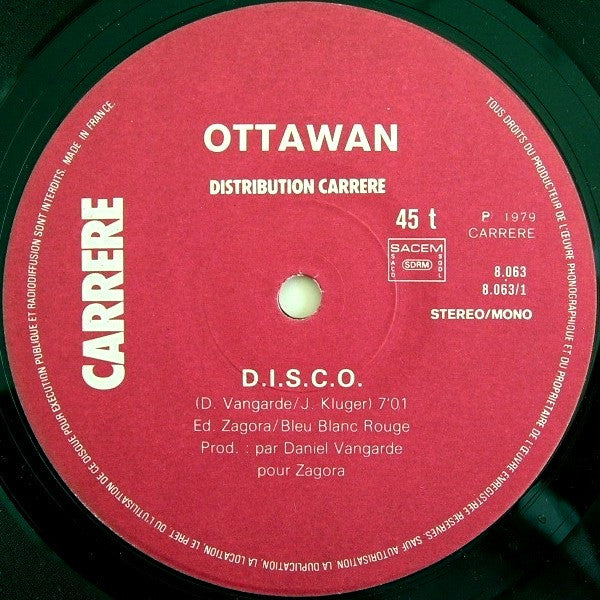 OTTAWAN
DISTRIBUTION CARRERE
CARRERE
45 t
P 1979
CARRERE
SACEM
SACD
SDRM
SGDL
8.063
8.063/1
STEREO/MONO
D.I.S.C.O.
(D. Vangarde/J. Kluger) 7'01
Ed. Zagora/Bleu Blanc Rouge
Prod. : par Daniel Vangarde
pour Zagora
TOUS DROITS DU PRODUCTEUR DE L'ŒUVRE PHONOGRAPHIQUE ET DU PROPRIETAIRE DE L'ŒUVRE ENREGISTREE RESERVES. SAUF AUTORISATION, LA DUPLICATION, LA LOCATION, LE PRET, OU L'UTILISATION DE CE DISQUE POUR EXECUTION PUBLIQUE ET RADIODIFFUSION SONT INTERDITS. MADE IN FRANCE.